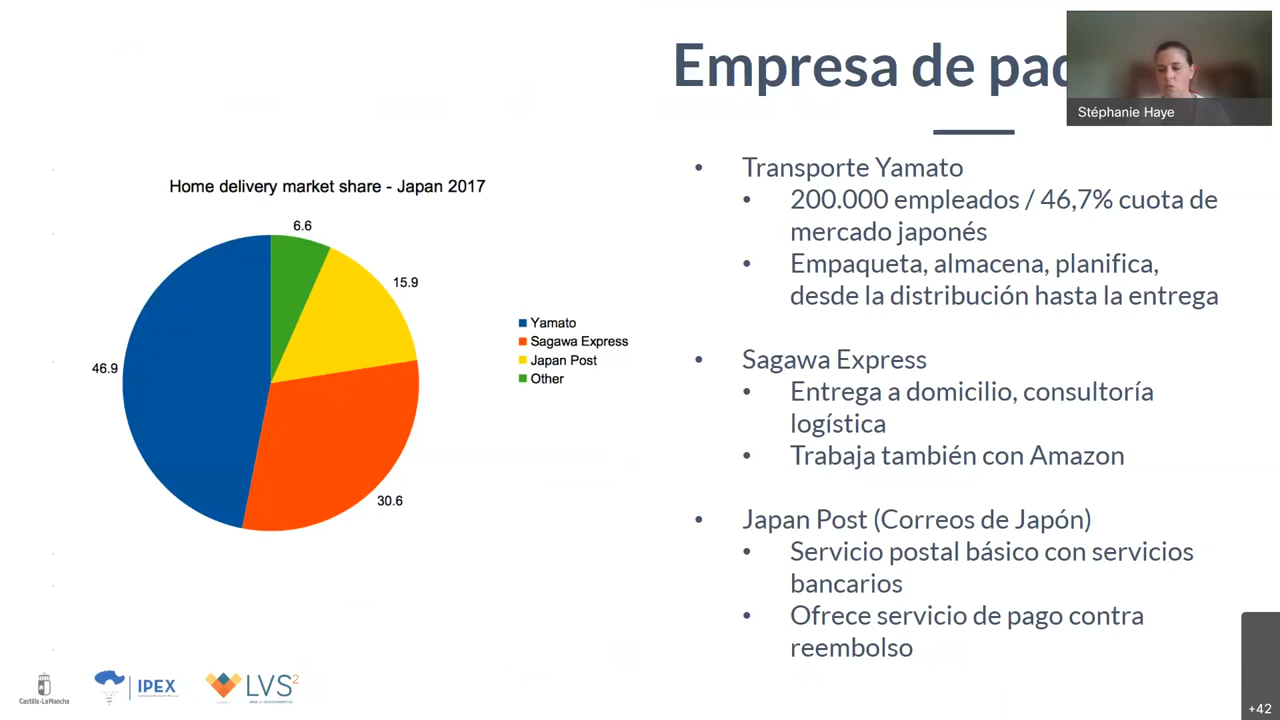 Empresa de
Stéphanie Haye
Home delivery market share - Japan 2017
6.6
15.9
46.9
30.6
Yamato
Sagawa Express
Japan Post
Other
• Transporte Yamato
• 200.000 empleados / 46,7% cuota de
mercado japonés
• Empaqueta, almacena, planifica,
desde la distribución hasta la entrega
• Sagawa Express
• Entrega a domicilio, consultoría
logística
• Trabaja también con Amazon
• Japan Post (Correos de Japón)
• Servicio postal básico con servicios
bancarios
• Ofrece servicio de pago contra
reembolso
Castilla-La Mancha
IPEX
LVS2
+42